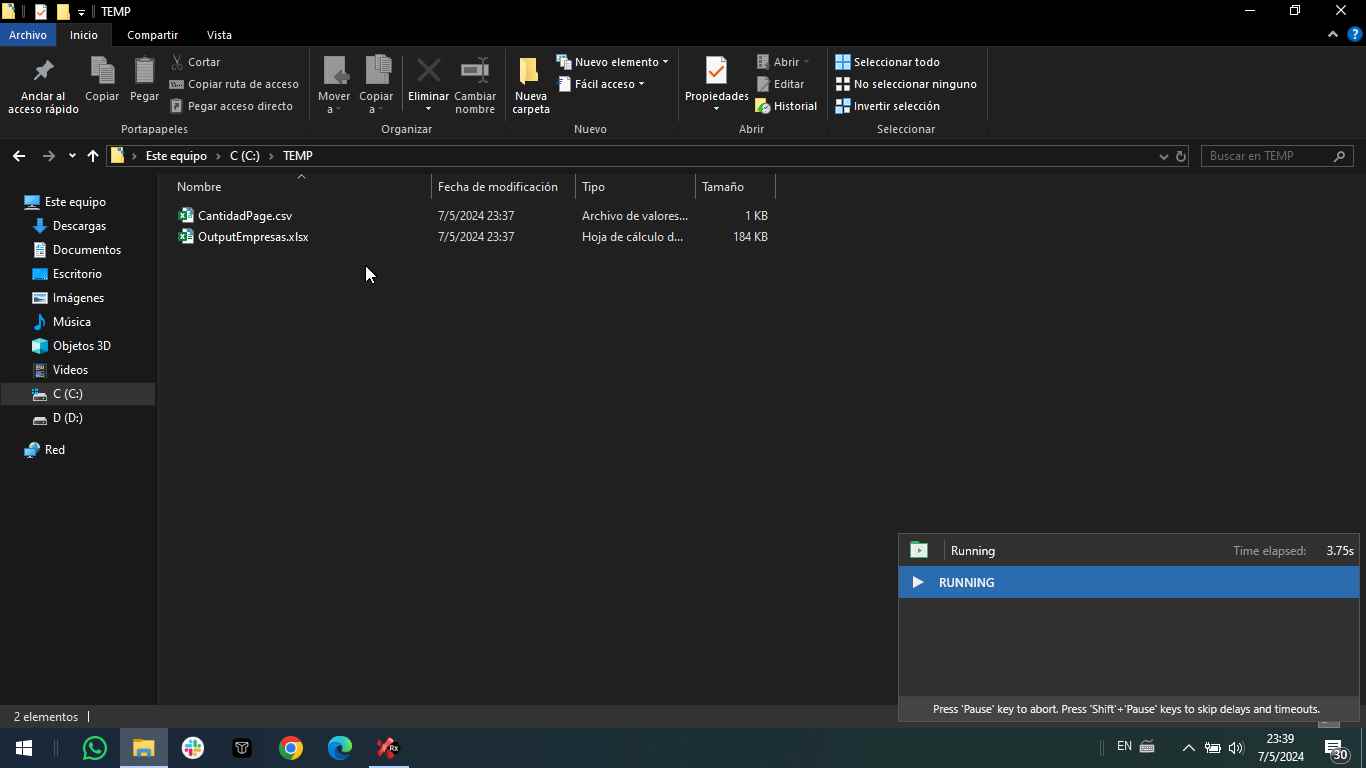 TEMP
Archivo Inicio Compartir Vista
Anclar al acceso rápido
Copiar
Pegar
Cortar
Copiar ruta de acceso
Pegar acceso directo
Portapapeles
Mover a
Copiar a
Eliminar
Cambiar nombre
Organizar
Nueva carpeta
Nuevo elemento
Fácil acceso
Nuevo
Propiedades
Abrir
Editar
Historial
Abrir
Seleccionar todo
No seleccionar ninguno
Invertir selección
Seleccionar
Este equipo > C (C:) > TEMP
Buscar en TEMP
Este equipo
Descargas
Documentos
Escritorio
Imágenes
Música
Objetos 3D
Videos
C (C:)
D (D:)
Red
Nombre Fecha de modificación Tipo Tamaño
CantidadPage.csv 7/5/2024 23:37 Archivo de valores... 1 KB
OutputEmpresas.xlsx 7/5/2024 23:37 Hoja de cálculo d... 184 KB
Running Time elapsed: 3.75s
RUNNING
Press 'Pause' key to abort. Press 'Shift'+'Pause' keys to skip delays and timeouts.
2 elementos
Rx
EN
23:39
7/5/2024
30